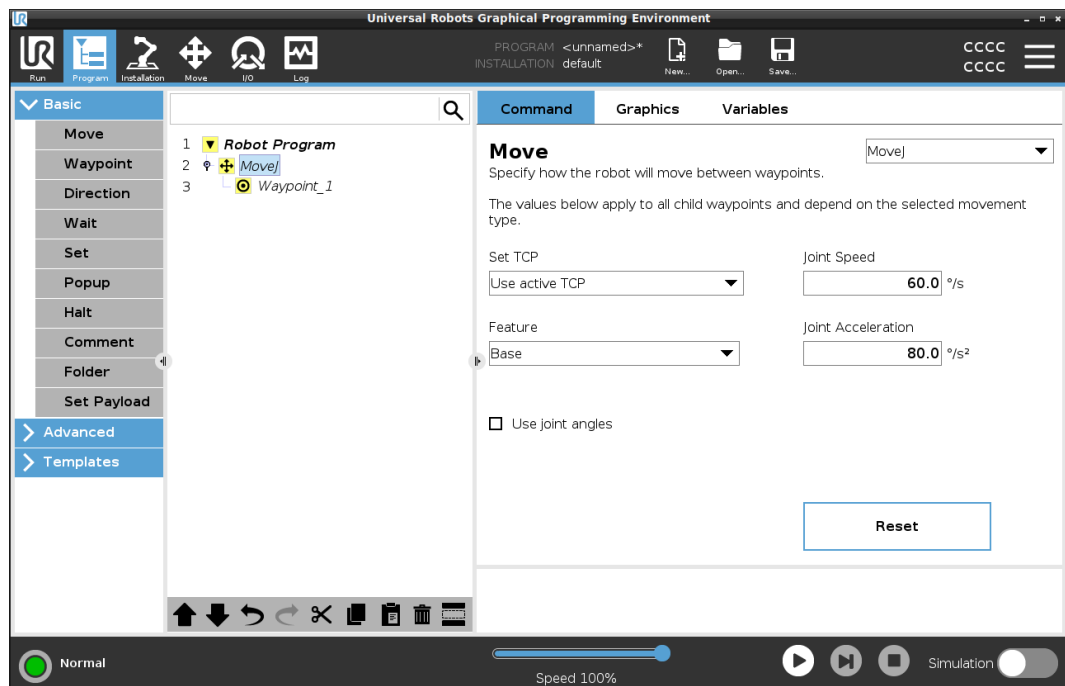 Universal Robots Graphical Programming Environment
UR
Run
Program
Installation
Move
I/O
Log
PROGRAM <unnamed>*
INSTALLATION default
New...
Open...
Save...
CCCC
CCCC
Basic
Move
Waypoint
Direction
Wait
Set
Popup
Halt
Comment
Folder
Set Payload
Advanced
Templates
1 Robot Program
2 MoveJ
3 Waypoint_1
Command Graphics Variables
Move
MoveJ
Specify how the robot will move between waypoints.
The values below apply to all child waypoints and depend on the selected movement
type.
Set TCP
Use active TCP
Joint Speed
60.0 °/s
Feature
Base
Joint Acceleration
80.0 °/s²
Use joint angles
Reset
Normal
Speed 100%
Simulation